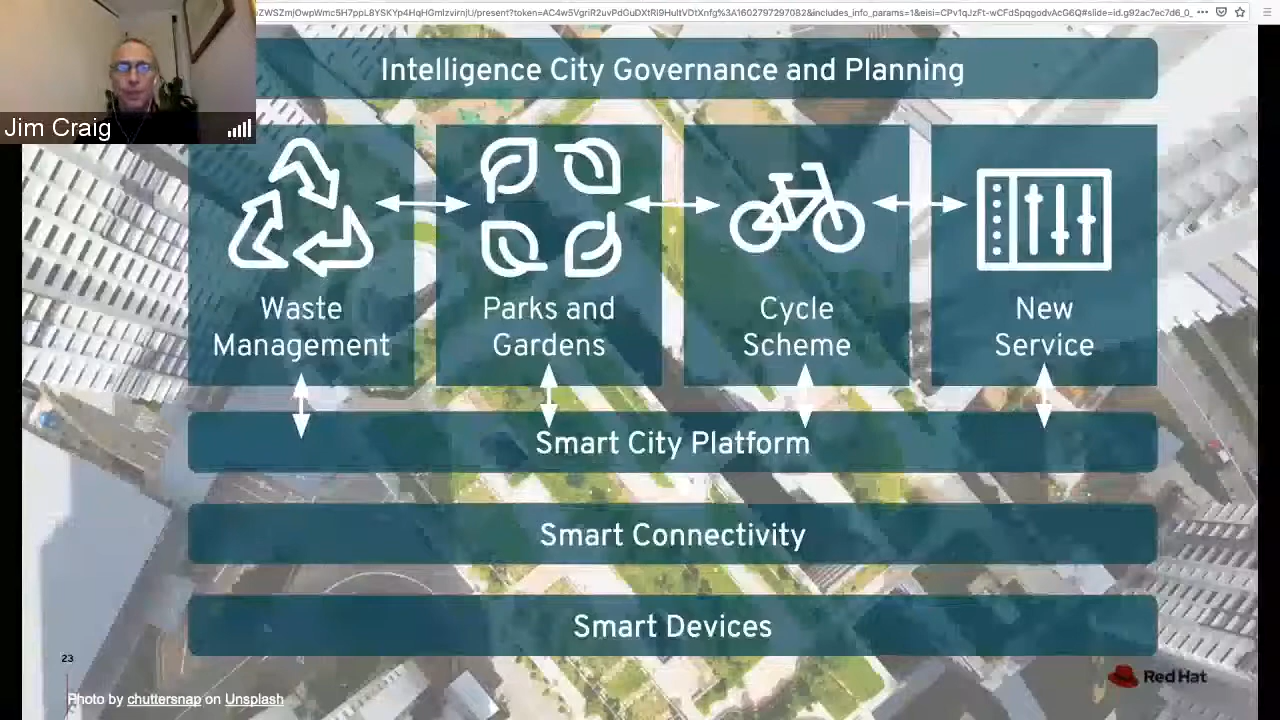 Intelligence City Governance and Planning
Jim Craig
Waste
Management
Parks and
Gardens
Cycle
Scheme
New
Service
Smart City Platform
Smart Connectivity
Smart Devices
23
Red Hat
Photo by chuttersnap on Unsplash